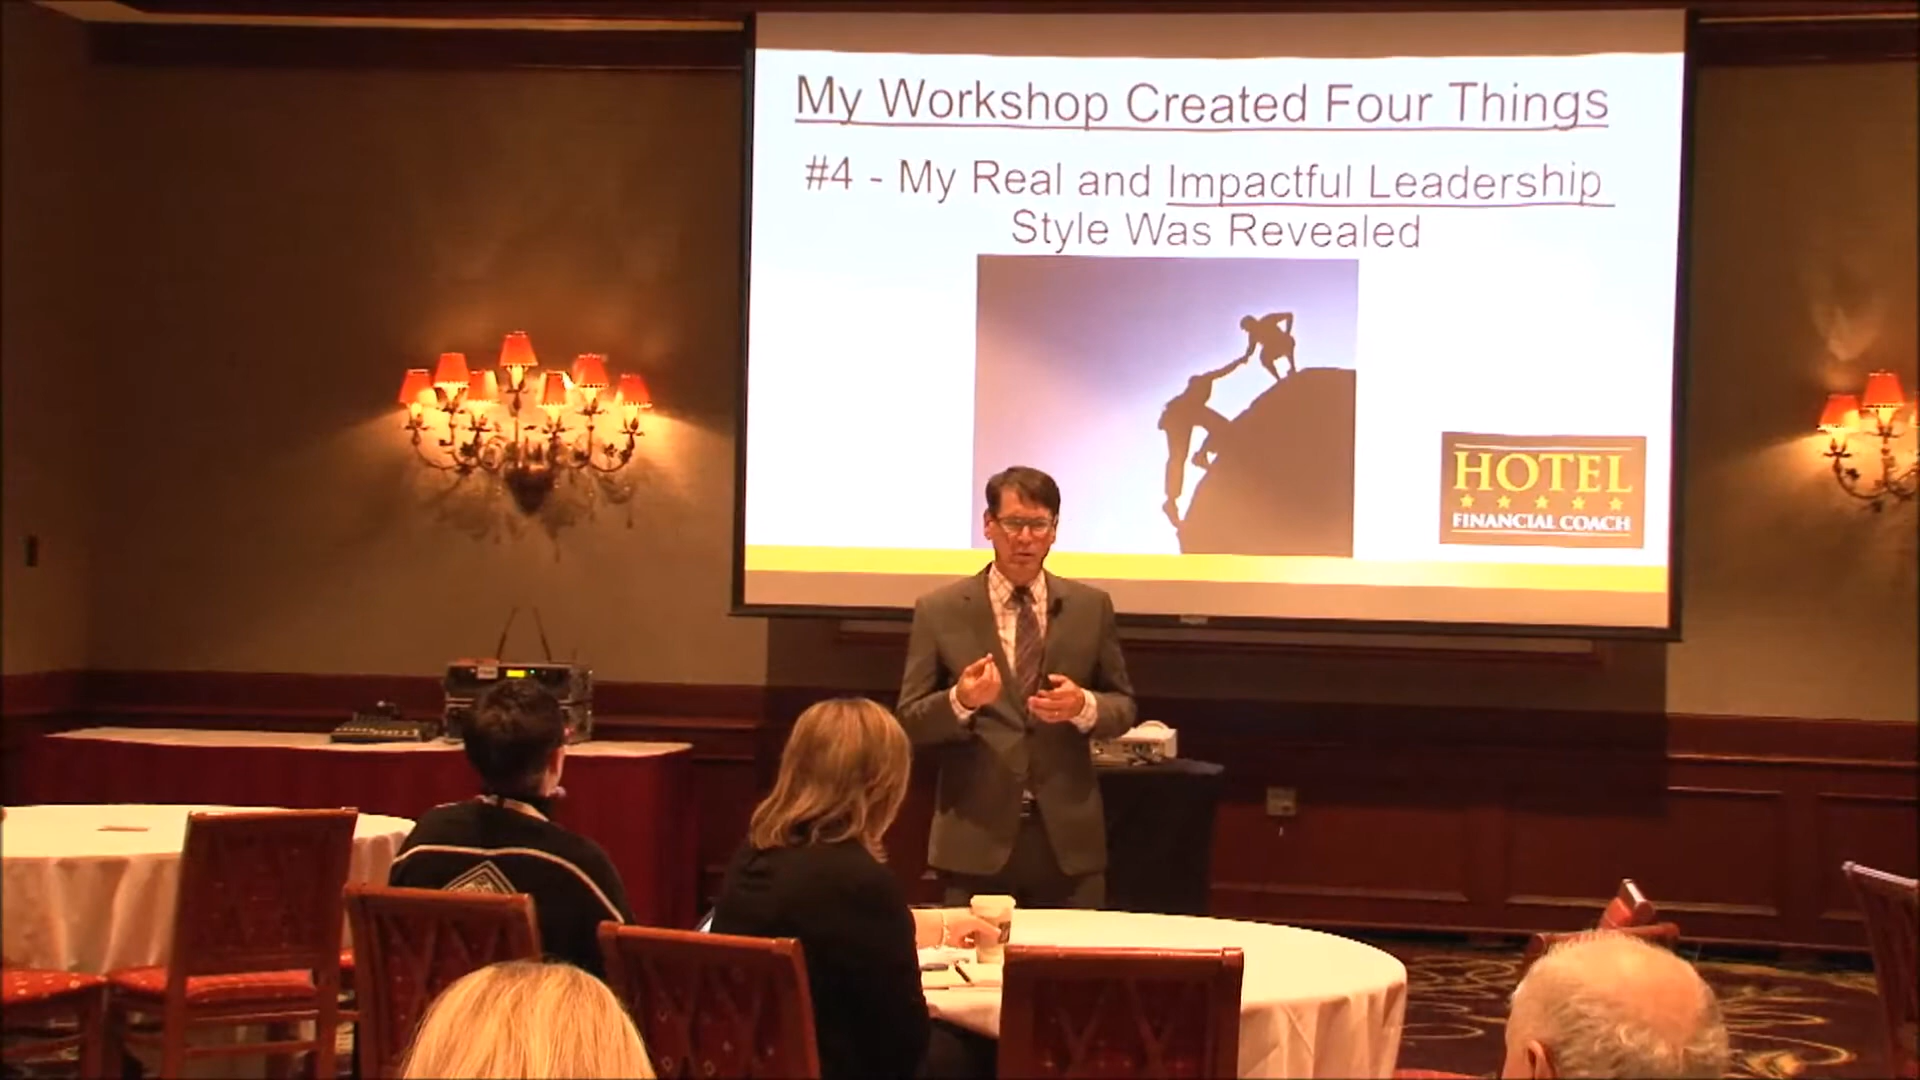 My Workshop Created Four Things
#4 - My Real and Impactful Leadership
Style Was Revealed
HOTEL
FINANCIAL COACH